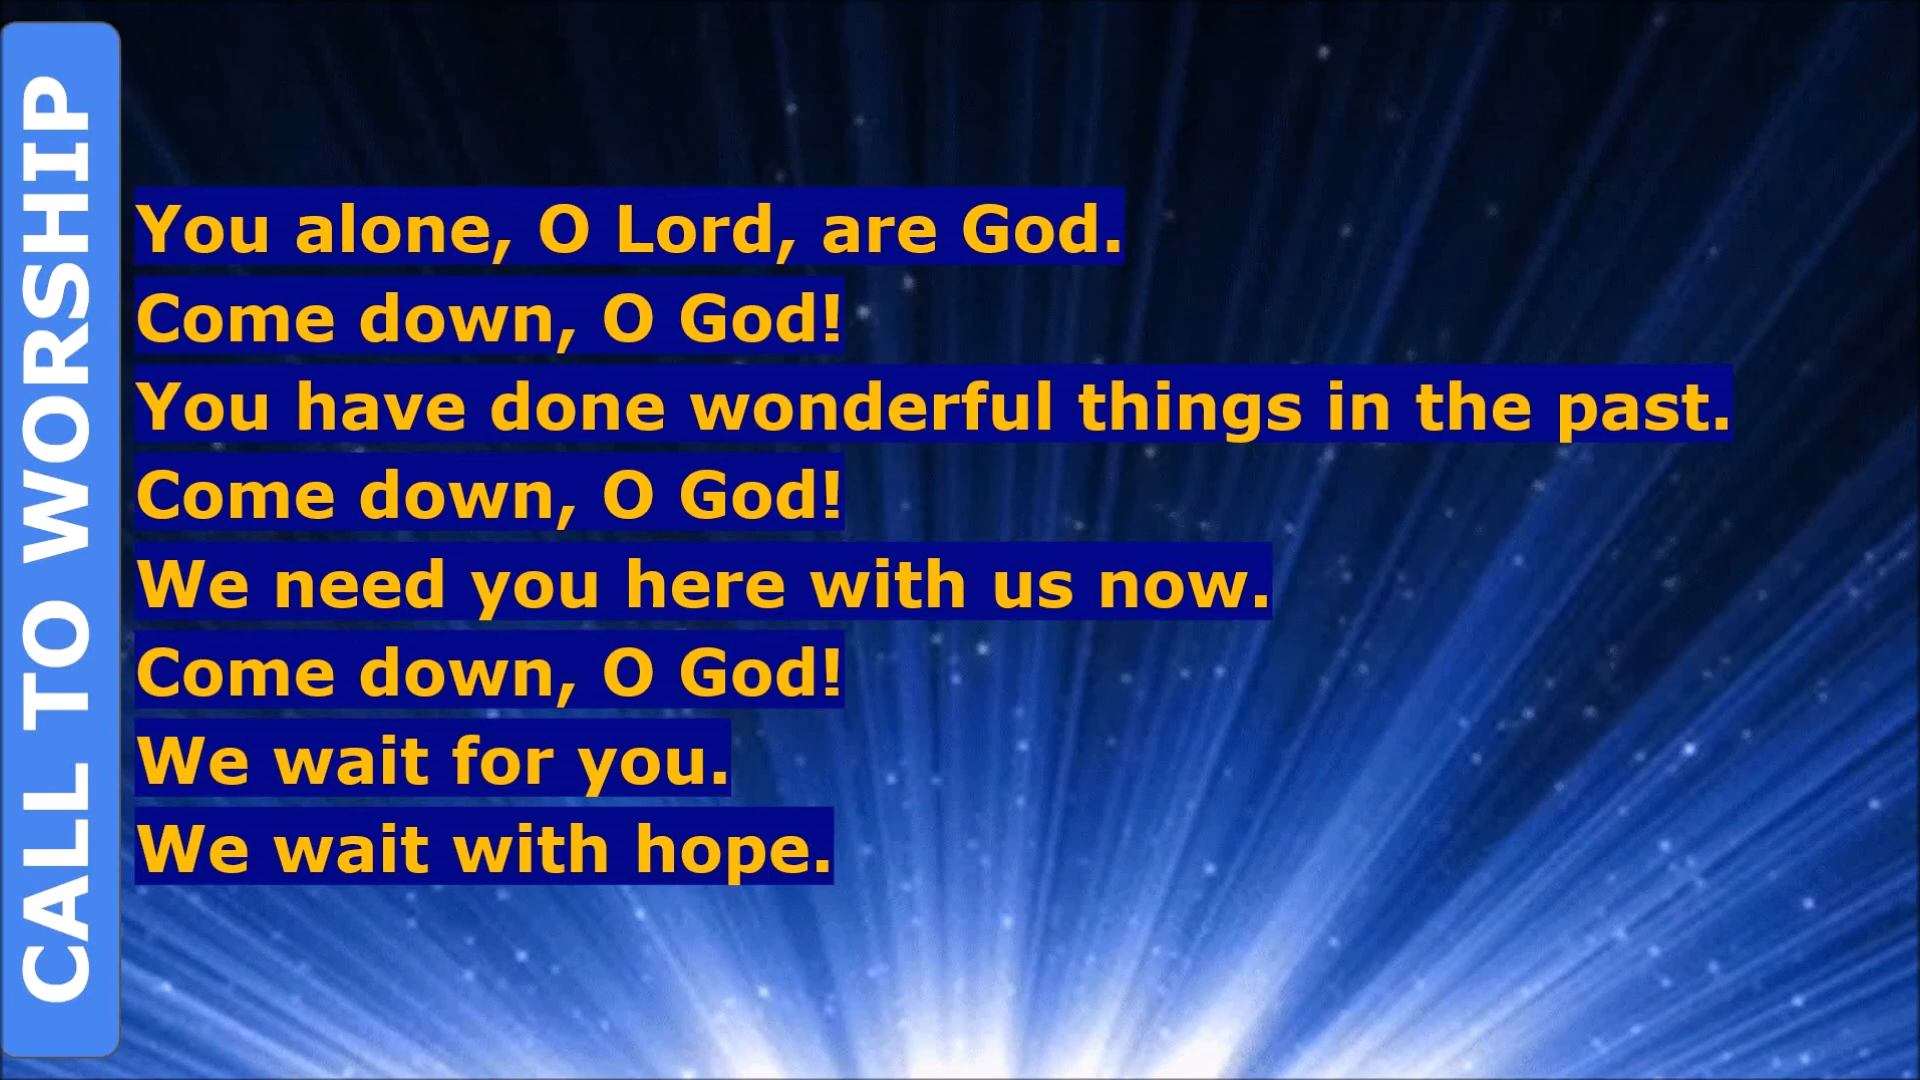 CALL TO WORSHIP
You alone, O Lord, are God.
Come down, O God!
You have done wonderful things in the past.
Come down, O God!
We need you here with us now.
Come down, O God!
We wait for you.
We wait with hope.